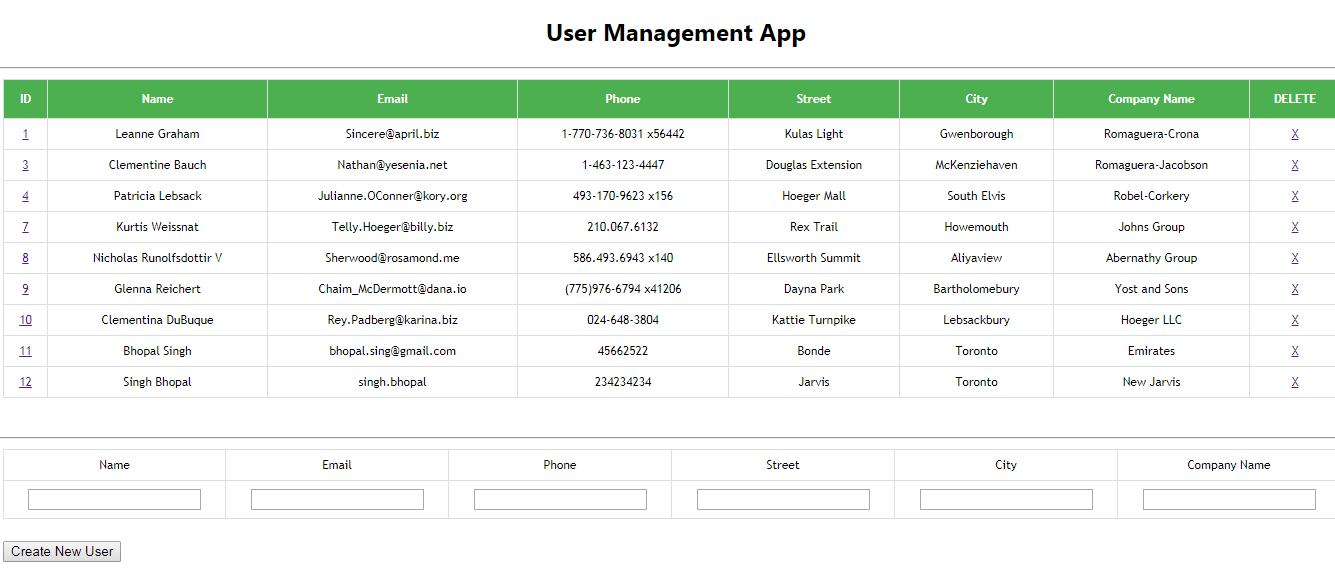 User Management App
ID Name Email Phone Street City Company Name DELETE
1 Leanne Graham Sincere@april.biz 1-770-736-8031 x56442 Kulas Light Gwenborough Romaguera-Crona X
3 Clementine Bauch Nathan@yesenia.net 1-463-123-4447 Douglas Extension McKenziehaven Romaguera-Jacobson X
4 Patricia Lebsack Julianne.OConner@kory.org 493-170-9623 x156 Hoeger Mall South Elvis Robel-Corkery X
7 Kurtis Weissnat Telly.Hoeger@billy.biz 210.067.6132 Rex Trail Howemouth Johns Group X
8 Nicholas Runolfsdottir V Sherwood@rosamond.me 586.493.6943 x140 Ellsworth Summit Aliyaview Abernathy Group X
9 Glenna Reichert Chaim_McDermott@dana.io (775)976-6794 x41206 Dayna Park Bartholomebury Yost and Sons X
10 Clementina DuBuque Rey.Padberg@karina.biz 024-648-3804 Kattie Turnpike Lebsackbury Hoeger LLC X
11 Bhopal Singh bhopal.sing@gmail.com 45662522 Bonde Toronto Emirates X
12 Singh Bhopal singh.bhopal 234234234 Jarvis Toronto New Jarvis X
Name Email Phone Street City Company Name
Create New User